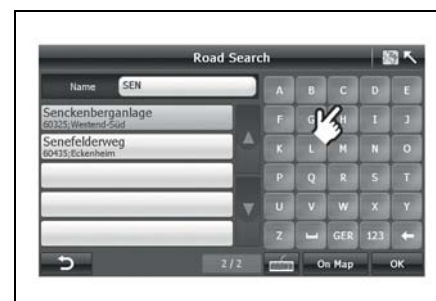 Road Search
Name SEN
Senckenberganlage
60325;Westend-Süd
Senefelderweg
60435;Eckenheim
A B C D E
F G H I J
K L M N O
P Q R S T
U V W X Y
Z GER 123
2/2 On Map OK